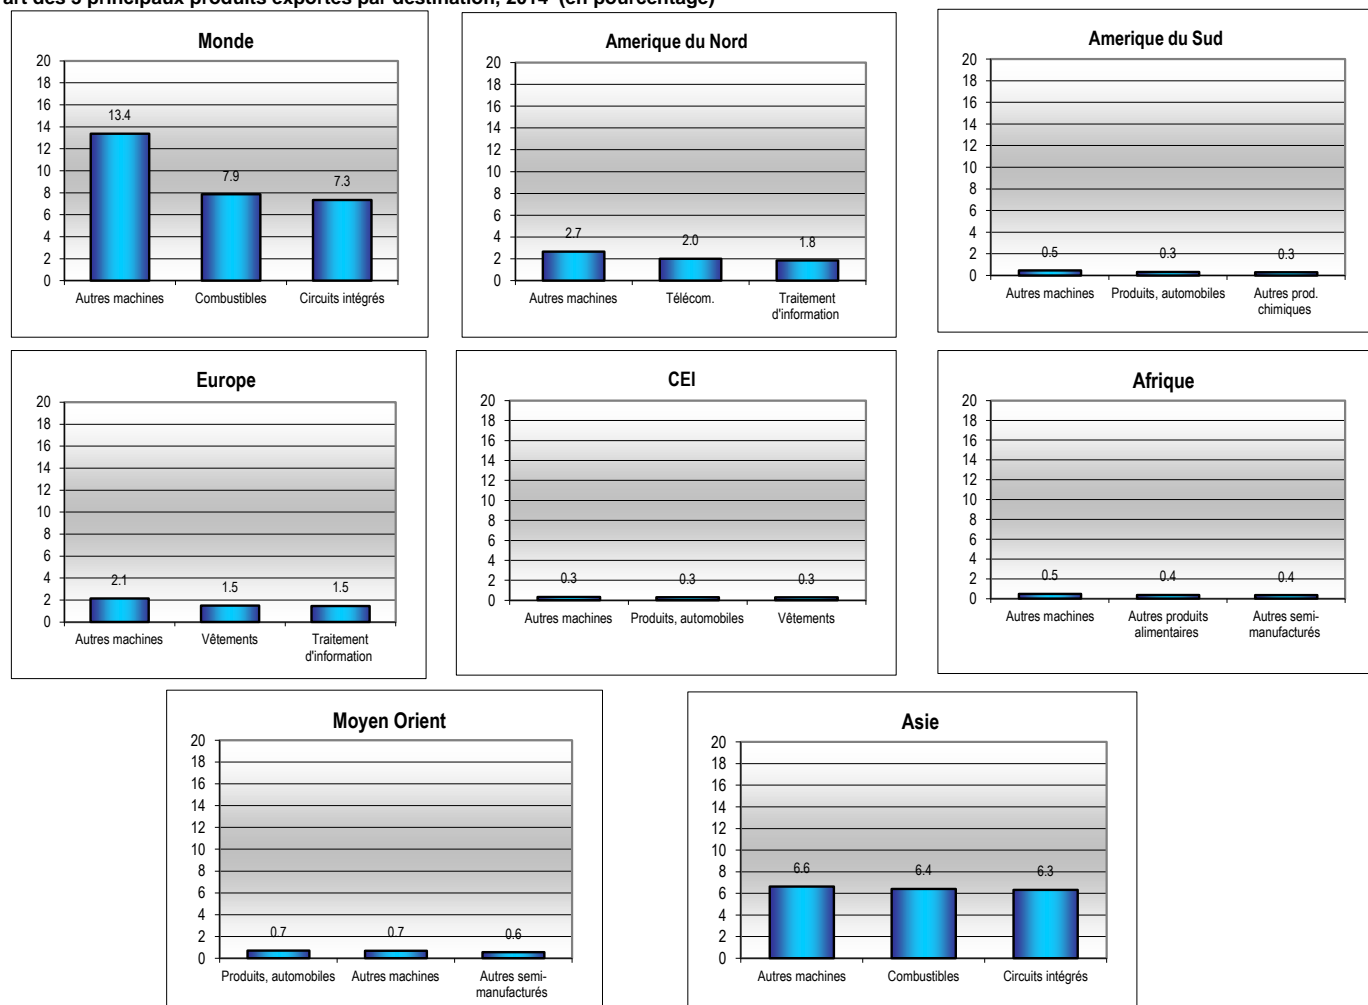 art des 3 principaux produits exportés par destination, 2014 (en pourcentage)
Monde
20
18
16
14
12
10
8
6
4
2
0
13.4
7.9
7.3
Autres machines
Combustibles
Circuits intégrés
Amerique du Nord
20
18
16
14
12
10
8
6
4
2
0
2.7
2.0
1.8
Autres machines
Télécom.
Traitement
d'information
Amerique du Sud
20
18
16
14
12
10
8
6
4
2
0
0.5
0.3
0.3
Autres machines
Produits, automobiles
Autres prod.
chimiques
Europe
20
18
16
14
12
10
8
6
4
2
0
2.1
1.5
1.5
Autres machines
Vêtements
Traitement
d'information
CEI
20
18
16
14
12
10
8
6
4
2
0
0.3
0.3
0.3
Autres machines
Produits, automobiles
Vêtements
Afrique
20
18
16
14
12
10
8
6
4
2
0
0.5
0.4
0.4
Autres machines
Autres produits
alimentaires
Autres semi-
manufacturés
Moyen Orient
20
18
16
14
12
10
8
6
4
2
0
0.7
0.7
0.6
Produits, automobiles
Autres machines
Autres semi-
manufacturés
Asie
20
18
16
14
12
10
8
6
4
2
0
6.6
6.4
6.3
Autres machines
Combustibles
Circuits intégrés